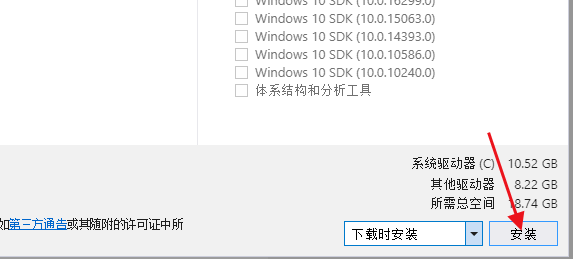 Windows 10 SDK (10.0.16299.0)
Windows 10 SDK (10.0.15063.0)
Windows 10 SDK (10.0.14393.0)
Windows 10 SDK (10.0.10586.0)
Windows 10 SDK (10.0.10240.0)
体系结构和分析工具
系统驱动器 (C) 10.52 GB
其他驱动器 8.22 GB
所需总空间 18.74 GB
如第三方通告或其随附的许可证中所
下载时安装 安装